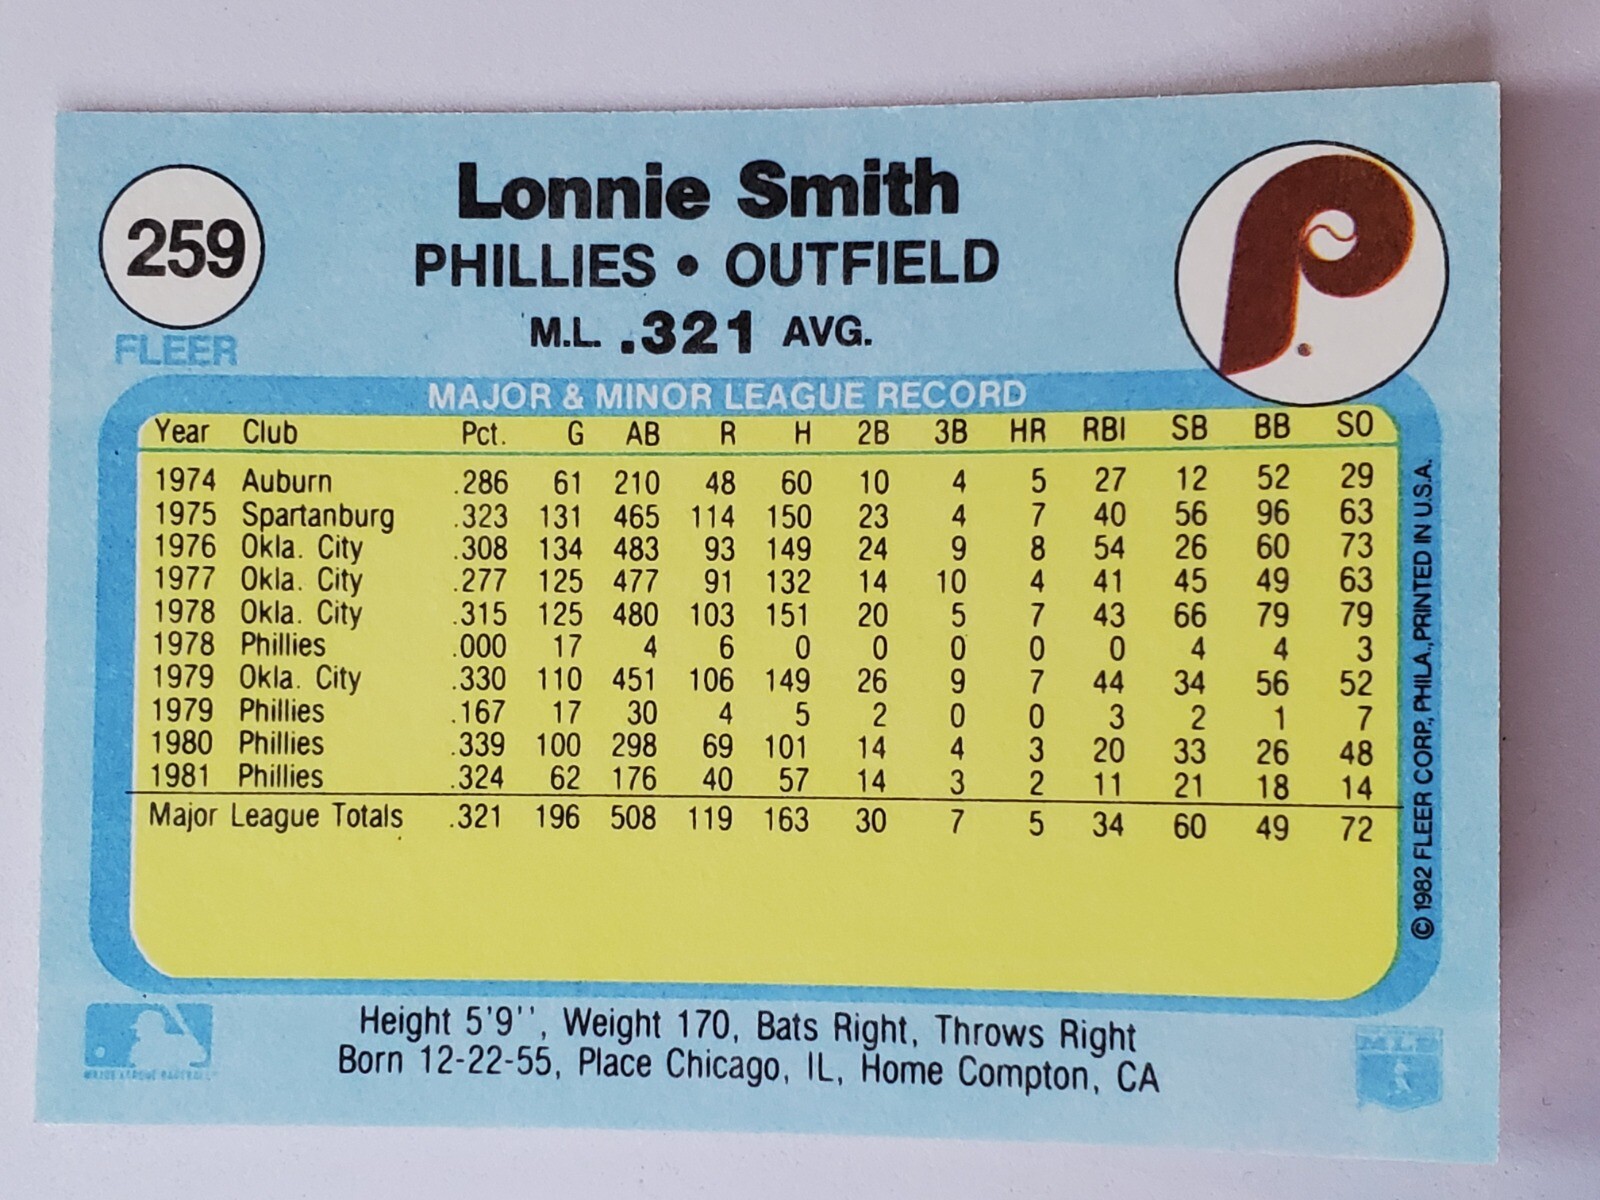 259
FLEER
Lonnie Smith
PHILLIES • OUTFIELD
M.L. .321 AVG.
P
MAJOR & MINOR LEAGUE RECORD
Year Club Pct. G AB R H 2B 3B HR RBI SB BB SO
1974 Auburn .286 61 210 48 60 10 4 5 27 12 52 29
1975 Spartanburg .323 131 465 114 150 23 4 7 40 56 96 63
1976 Okla. City .308 134 483 93 149 24 9 8 54 26 60 73
1977 Okla. City .277 125 477 91 132 14 10 4 41 45 49 63
1978 Okla. City .315 125 480 103 151 20 5 7 43 66 79 79
1978 Phillies .000 17 4 6 0 0 0 0 0 4 4 3
1979 Okla. City .330 110 451 106 149 26 9 7 44 34 56 52
1979 Phillies .167 17 30 4 5 2 0 0 3 2 1 7
1980 Phillies .339 100 298 69 101 14 4 3 20 33 26 48
1981 Phillies .324 62 176 40 57 14 3 2 11 21 18 14
Major League Totals .321 196 508 119 163 30 7 5 34 60 49 72
© 1982 FLEER CORP., PHILA., PRINTED IN U.S.A.
Height 5'9'', Weight 170, Bats Right, Throws Right
Born 12-22-55, Place Chicago, IL, Home Compton, CA
MAJOR LEAGUE BASEBALL
MLB